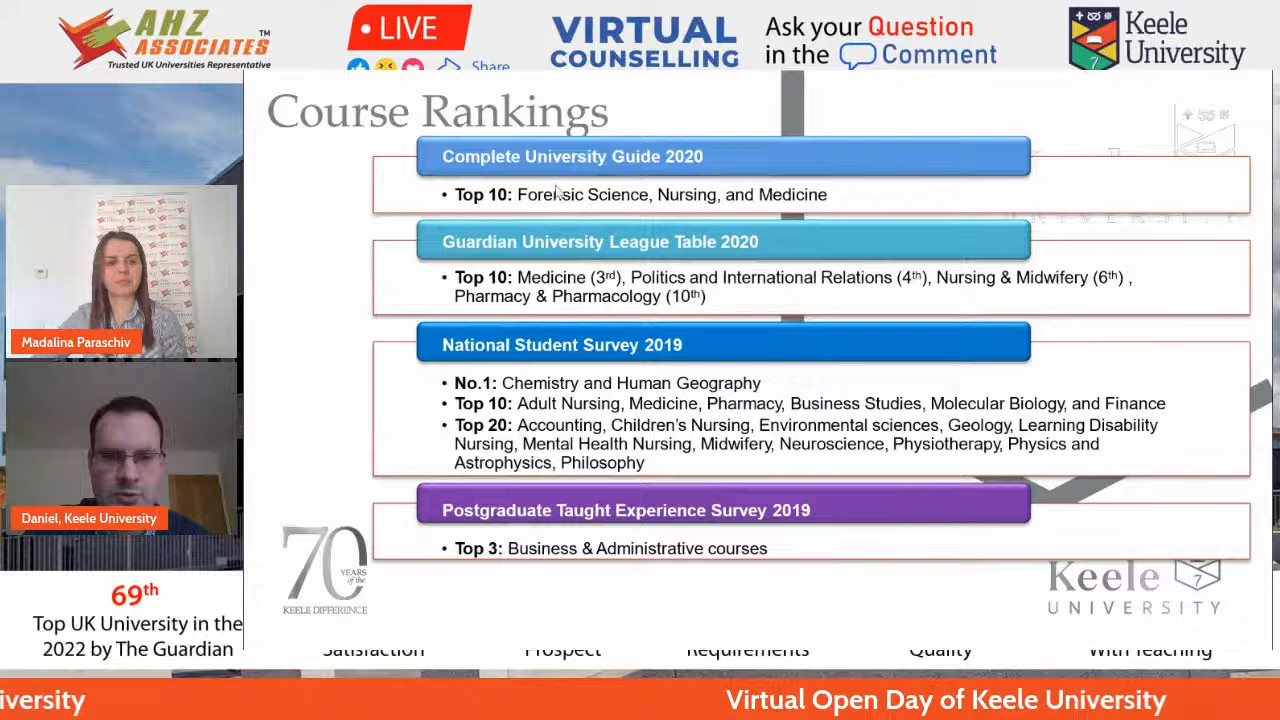 AHZ
ASSOCIATES
TM
Trusted UK Universities Representative
• LIVE
Share
VIRTUAL
COUNSELLING
Ask your Question
in the Comment
Keele
University
Course Rankings
Complete University Guide 2020
• Top 10: Forensic Science, Nursing, and Medicine
Guardian University League Table 2020
• Top 10: Medicine (3rd), Politics and International Relations (4th), Nursing & Midwifery (6th) ,
Pharmacy & Pharmacology (10th)
National Student Survey 2019
• No.1: Chemistry and Human Geography
• Top 10: Adult Nursing, Medicine, Pharmacy, Business Studies, Molecular Biology, and Finance
• Top 20: Accounting, Children's Nursing, Environmental sciences, Geology, Learning Disability
Nursing, Mental Health Nursing, Midwifery, Neuroscience, Physiotherapy, Physics and
Astrophysics, Philosophy
Postgraduate Taught Experience Survey 2019
• Top 3: Business & Administrative courses
Madalina Paraschiv
Daniel, Keele University
70
YEARS
of the
KEELE DIFFERENCE
Keele
UNIVERSITY
69th
Top UK University in the
2022 by The Guardian
Satisfaction
Prospect
Requirements
Quality
With Teaching
iversity
Virtual Open Day of Keele University